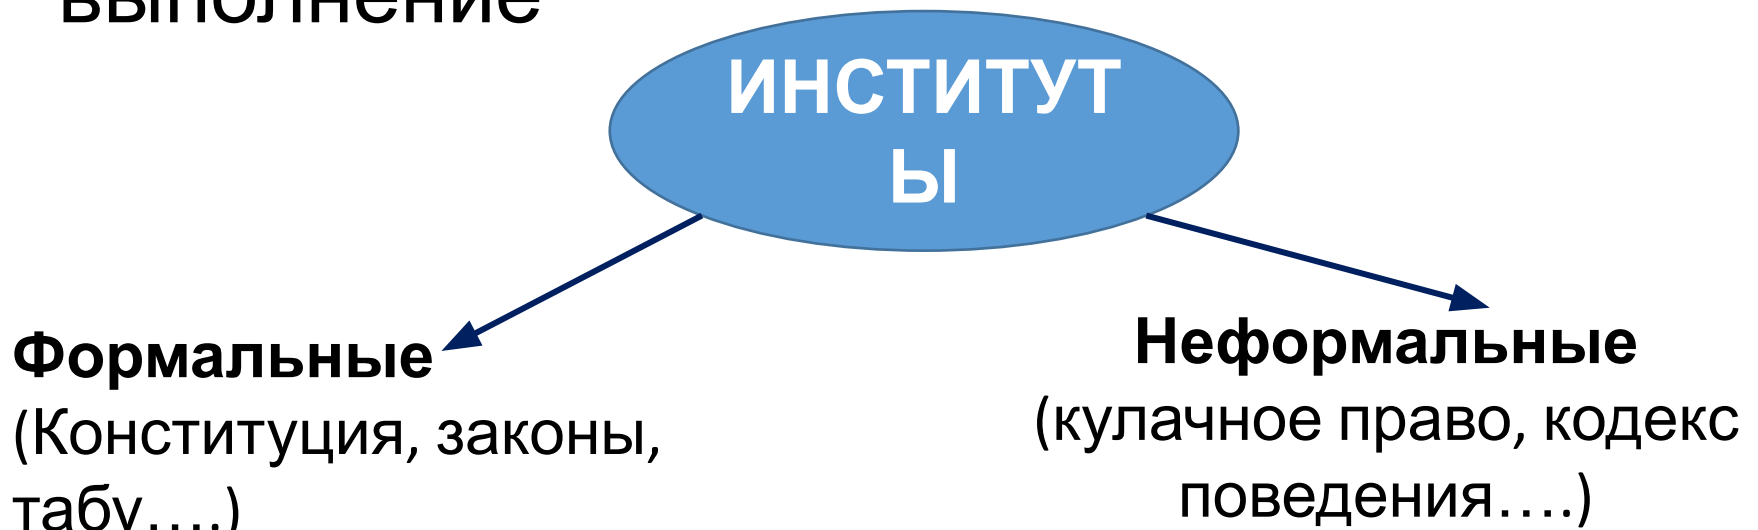 выполнение
ИНСТИТУТ
Ы
Формальные
(Конституция, законы,
табу….)
Неформальные
(кулачное право, кодекс
поведения….)